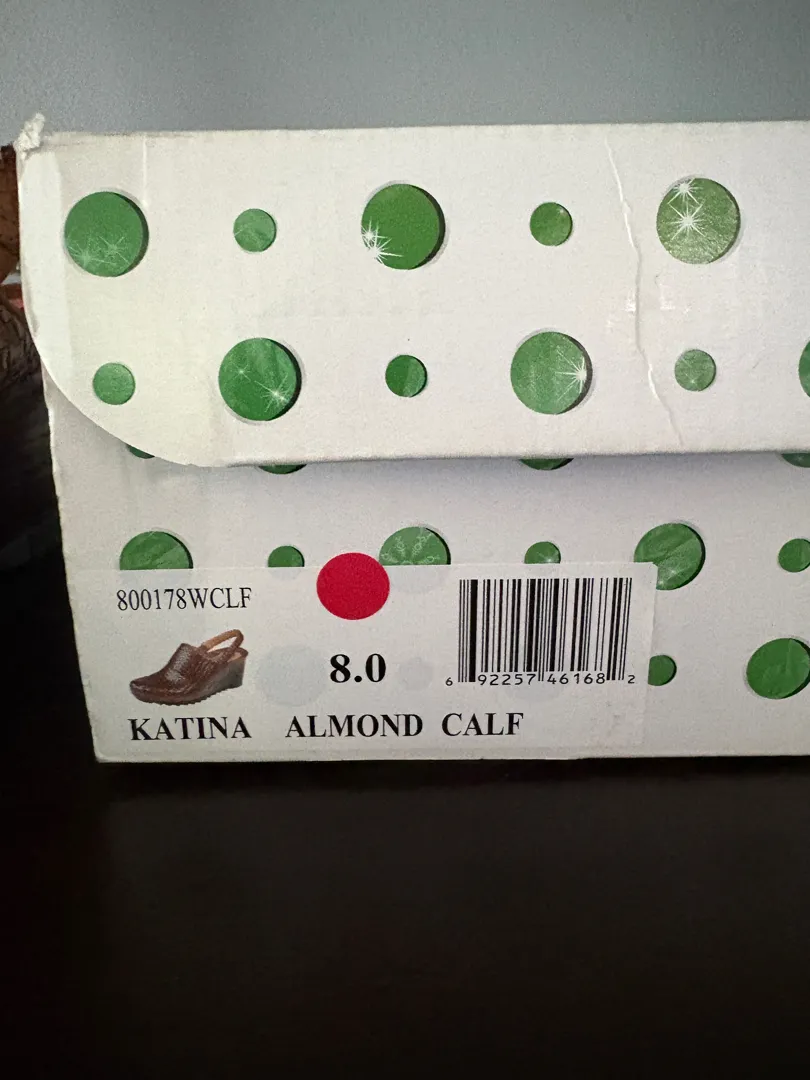 800178WCLF
8.0
6 92257 46168 2
KATINA ALMOND CALF